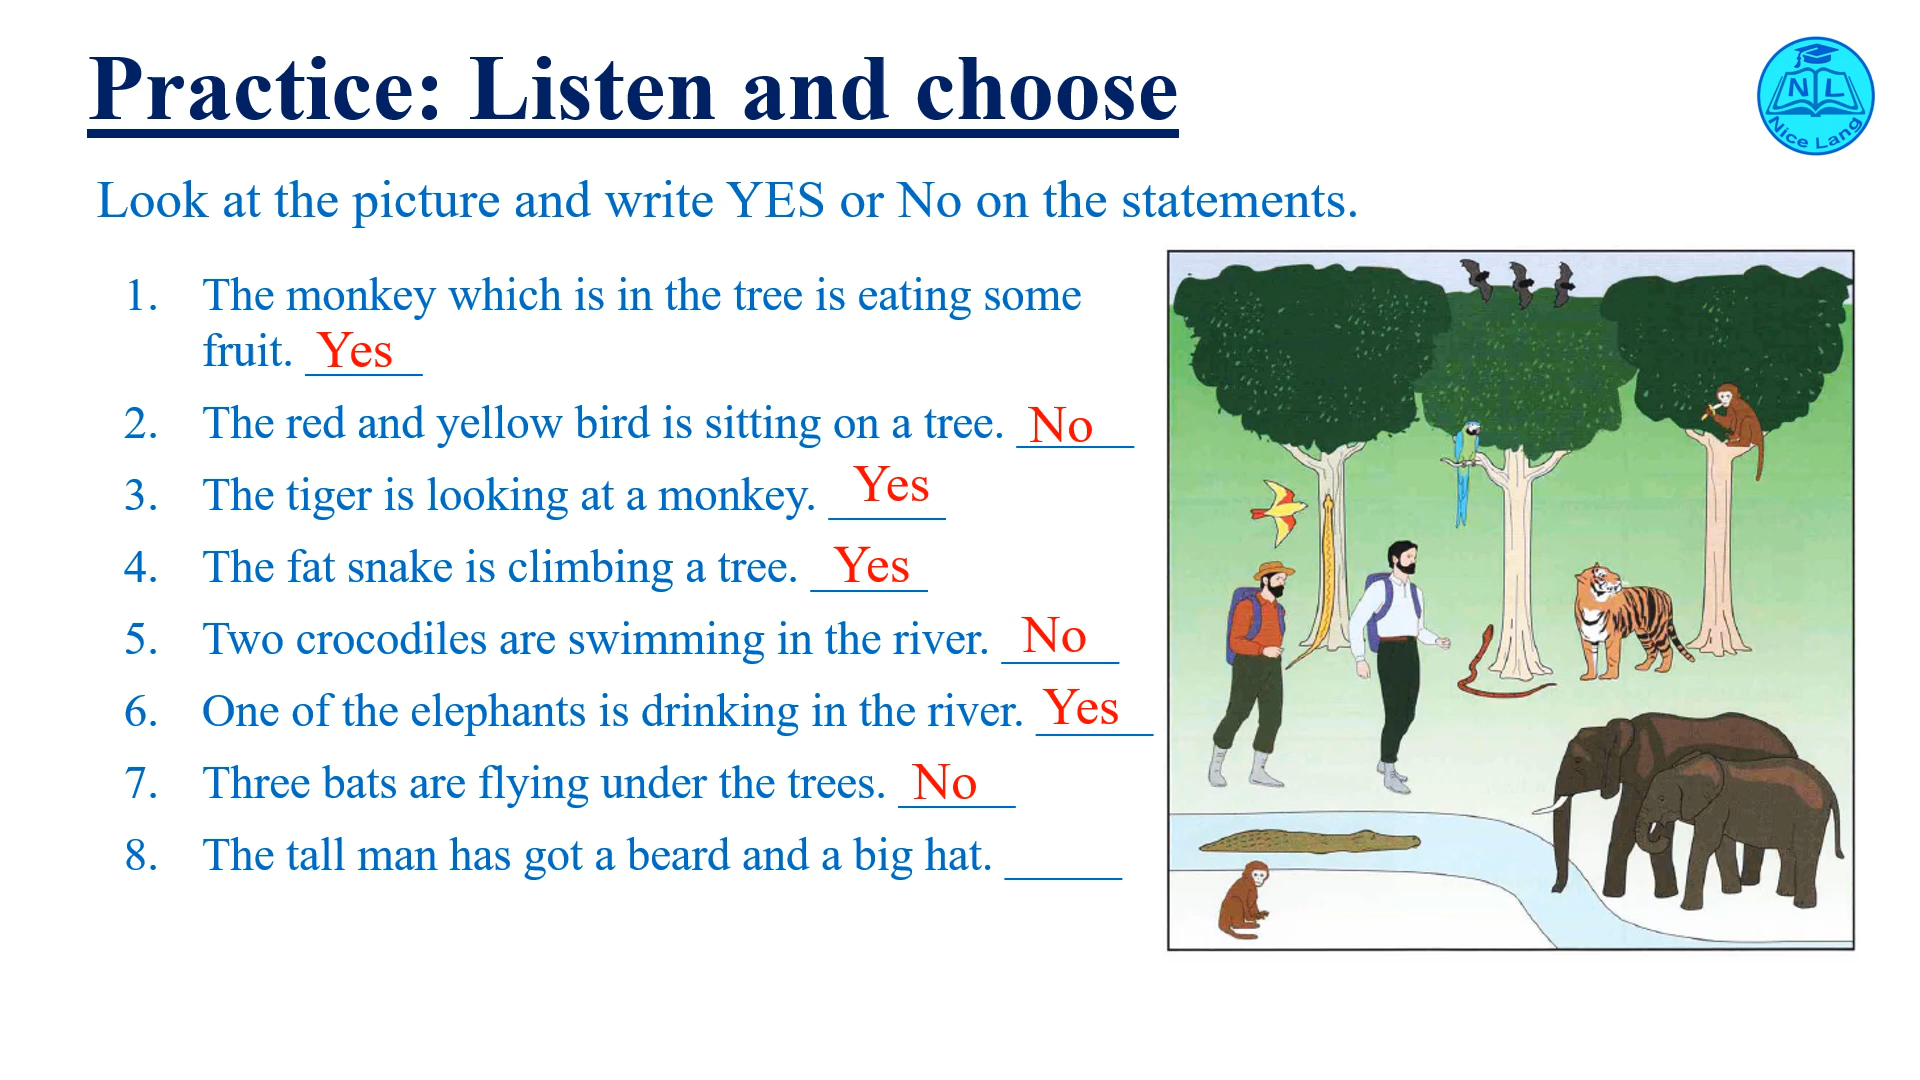 Practice: Listen and choose
N L
Nice Lang
Look at the picture and write YES or No on the statements.
1. The monkey which is in the tree is eating some
fruit. Yes
2. The red and yellow bird is sitting on a tree. No
3. The tiger is looking at a monkey. Yes
4. The fat snake is climbing a tree. Yes
5. Two crocodiles are swimming in the river. No
6. One of the elephants is drinking in the river. Yes
7. Three bats are flying under the trees. No
8. The tall man has got a beard and a big hat. _____